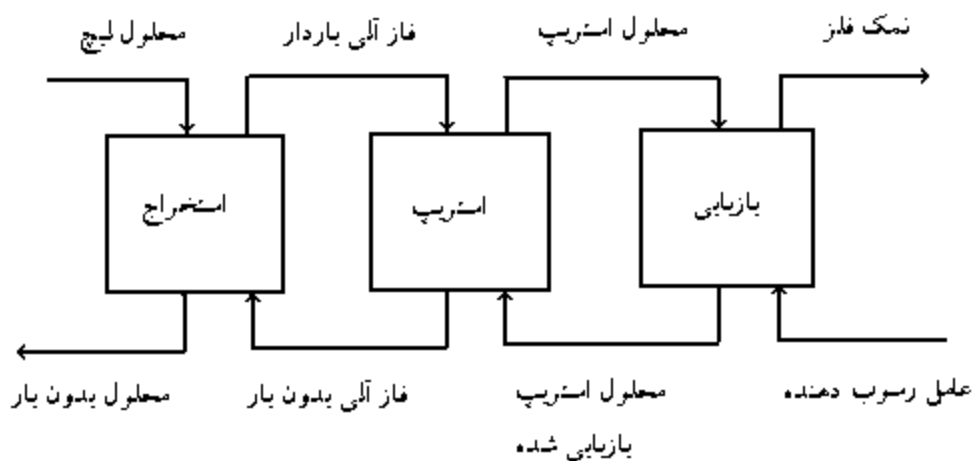 محلول لیچ
فاز آلی باردار
محلول استریپ
نمک فلز
استخراج
استریپ
بازیابی
محلول بدون بار
فاز آلی بدون بار
محلول استریپ
بازیابی شده
عامل رسوب دهنده